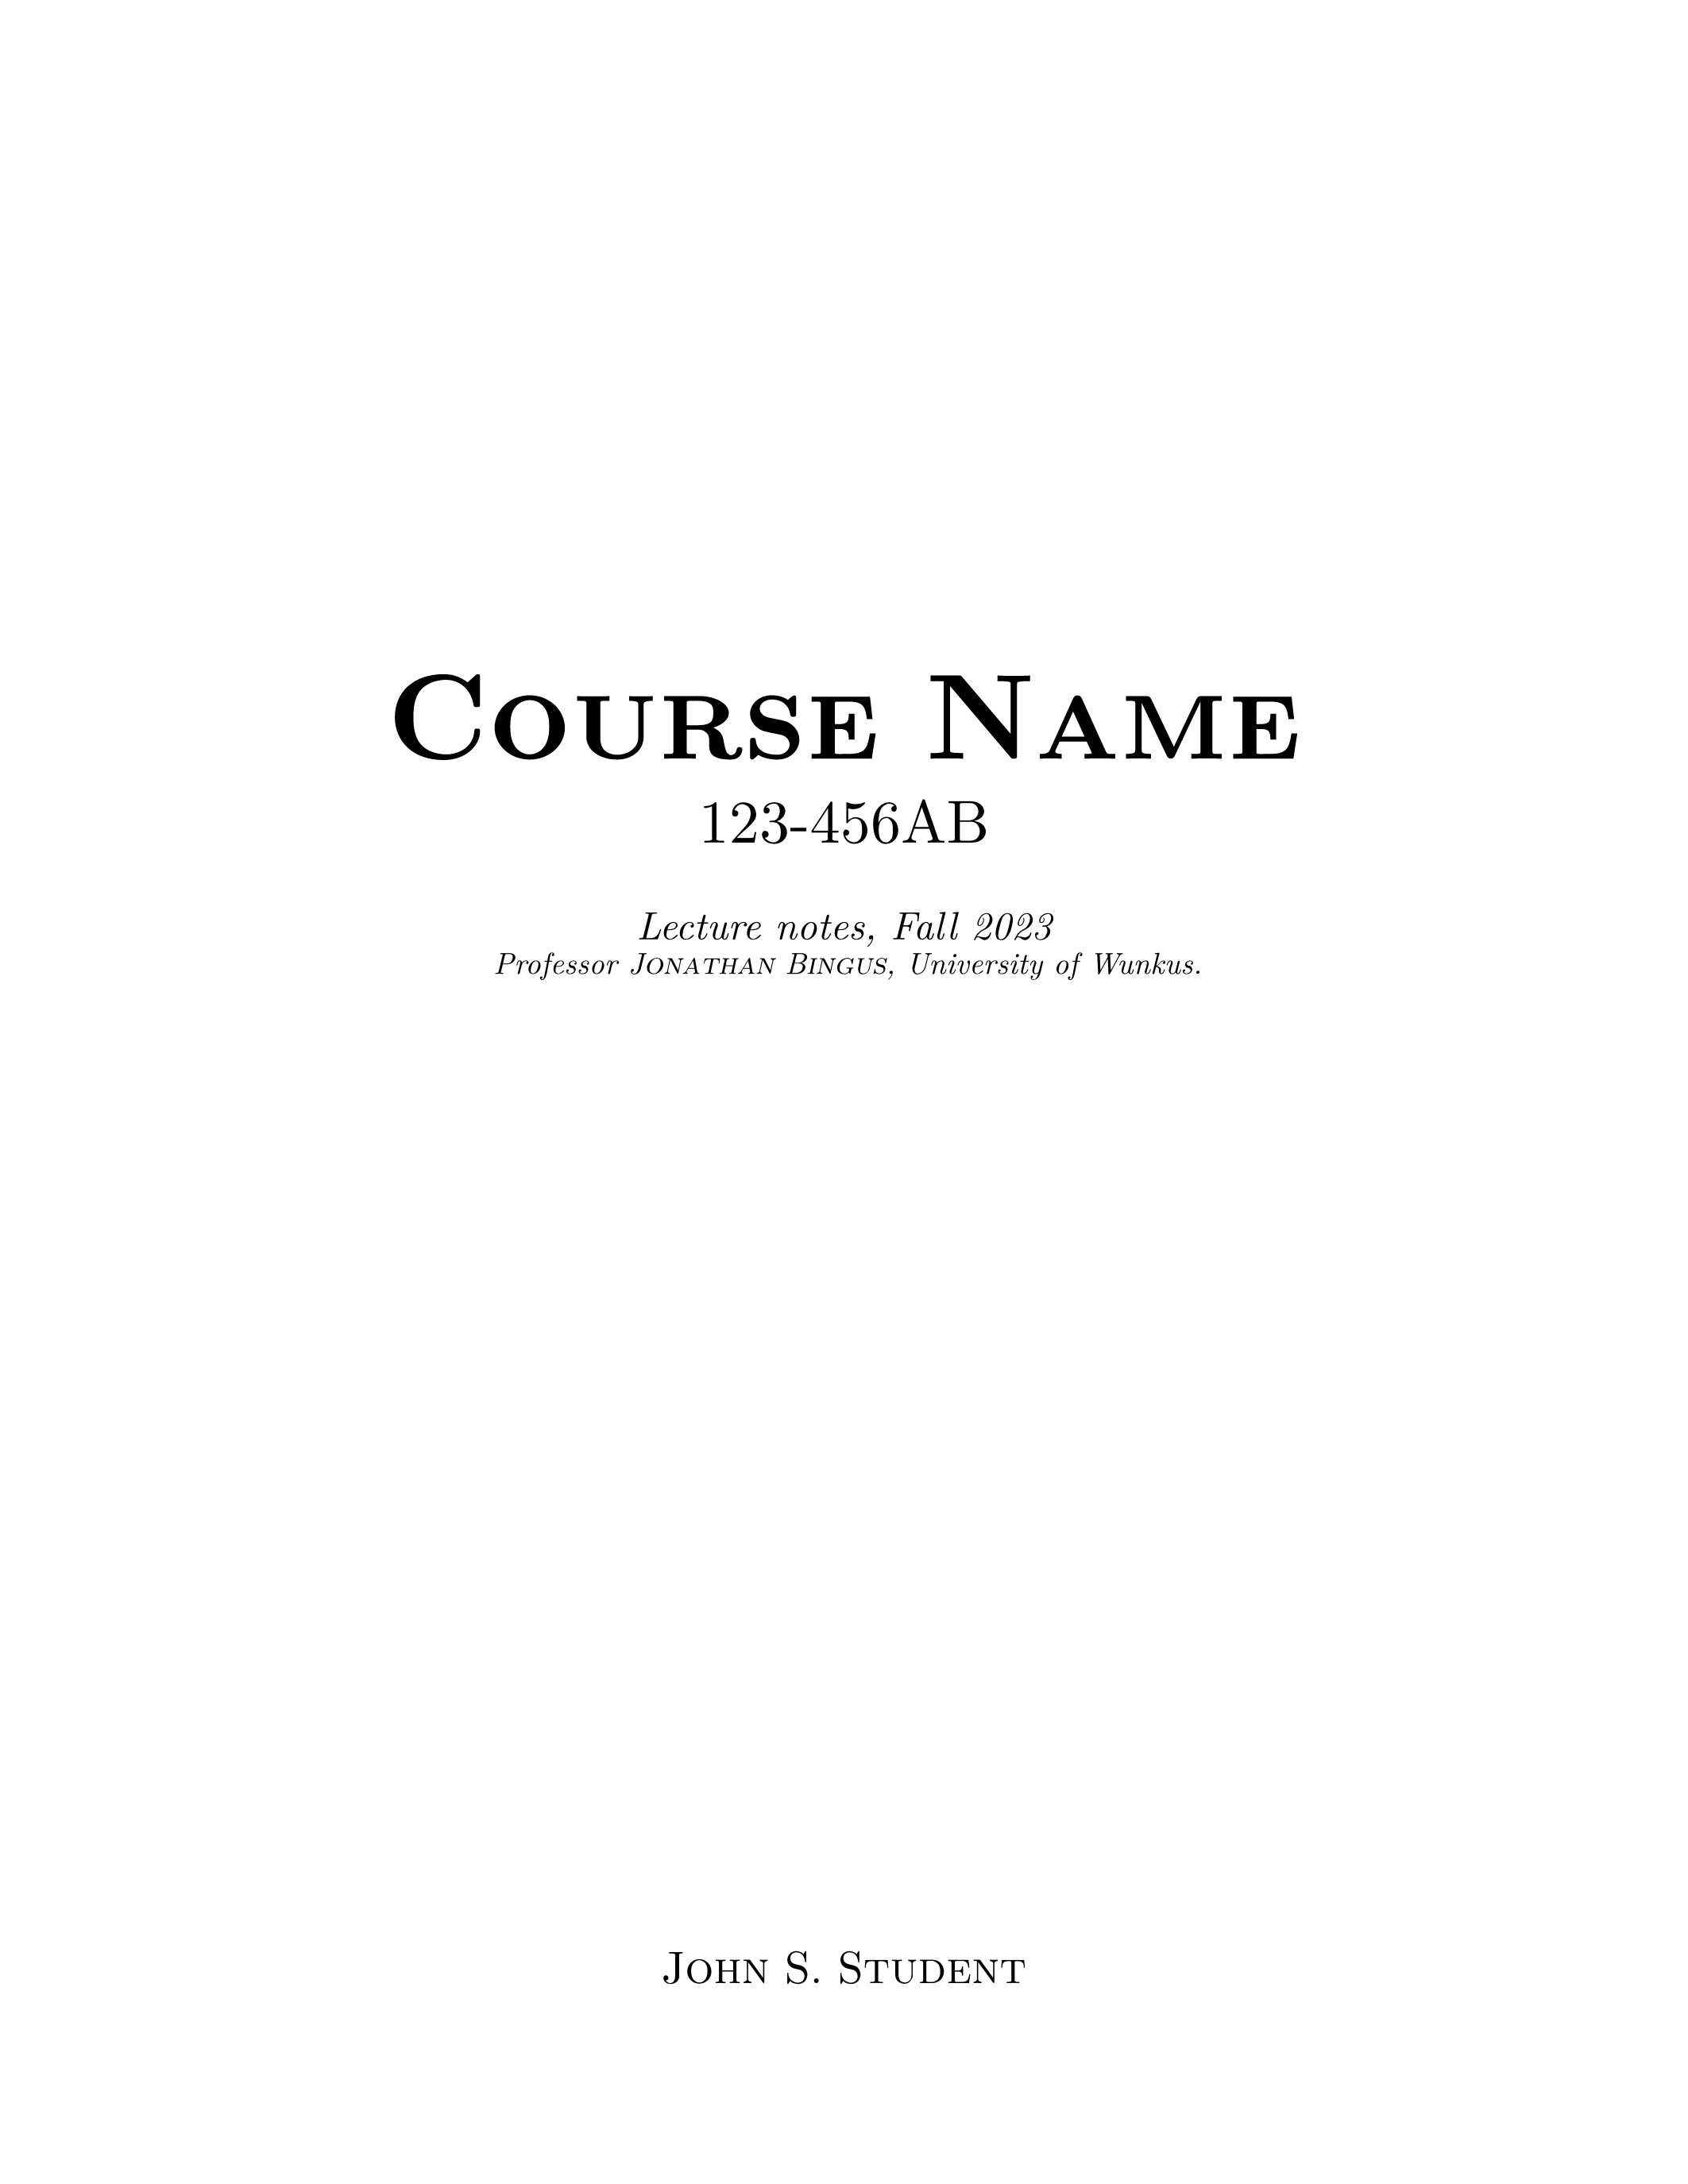 Course Name
123-456AB
Lecture notes, Fall 2023
Professor Jonathan Bingus, University of Wunkus.
John S. Student